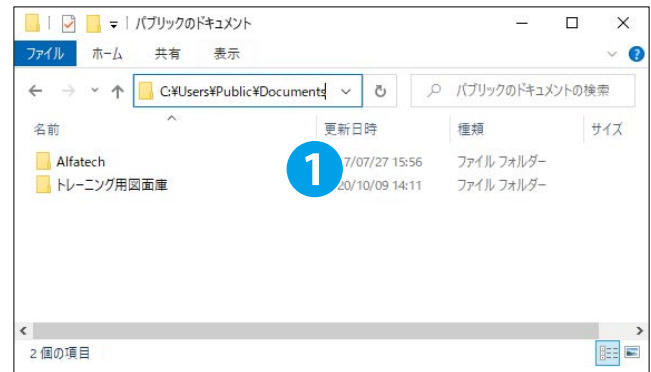 パブリックのドキュメント
ファイル ホーム 共有 表示
C:¥Users¥Public¥Documents パブリックのドキュメントの検索
名前 更新日時 種類 サイズ
Alfatech 7/07/27 15:56 ファイル フォルダー
トレーニング用図面庫 20/10/09 14:11 ファイル フォルダー
1
2 個の項目